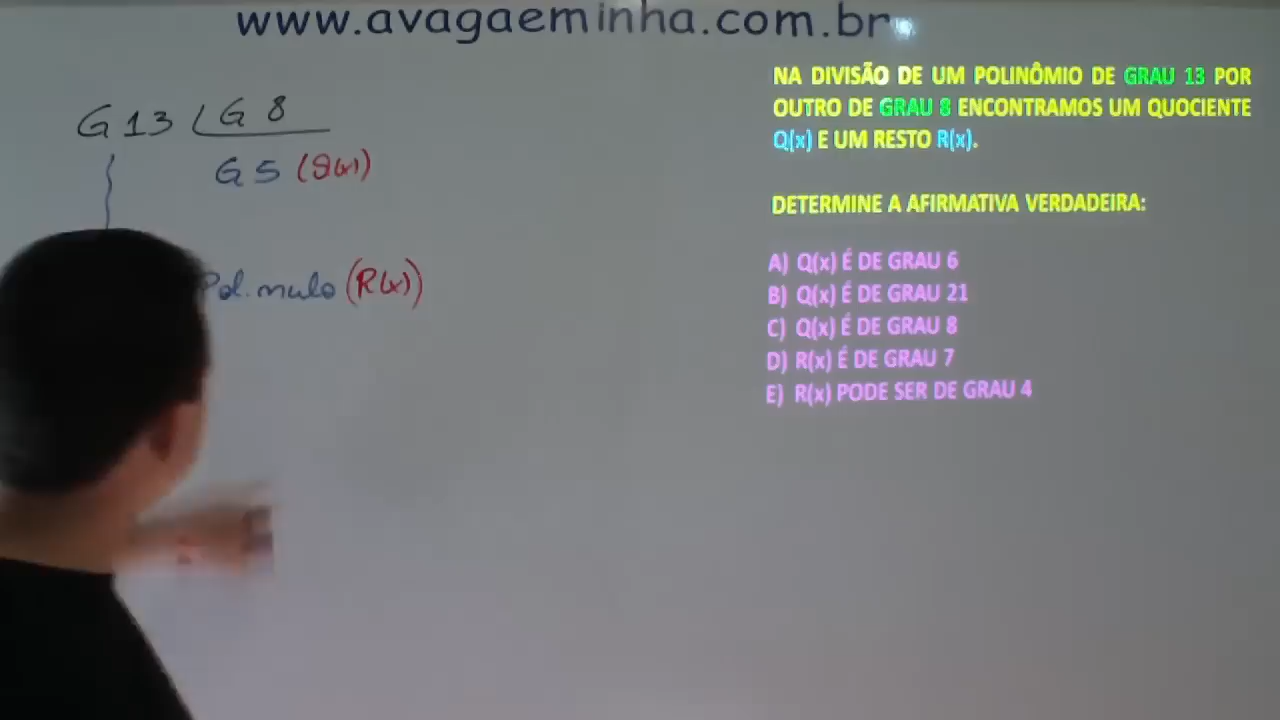 www.avagaeminha.com.br
G 13 G 8
G 5 (Q(x))
Pol. nulo (R(x))
NA DIVISÃO DE UM POLINÔMIO DE GRAU 13 POR
OUTRO DE GRAU 8 ENCONTRAMOS UM QUOCIENTE
Q(x) E UM RESTO R(x).
DETERMINE A AFIRMATIVA VERDADEIRA:
A) Q(x) É DE GRAU 6
B) Q(x) É DE GRAU 21
C) Q(x) É DE GRAU 8
D) R(x) É DE GRAU 7
E) R(x) PODE SER DE GRAU 4